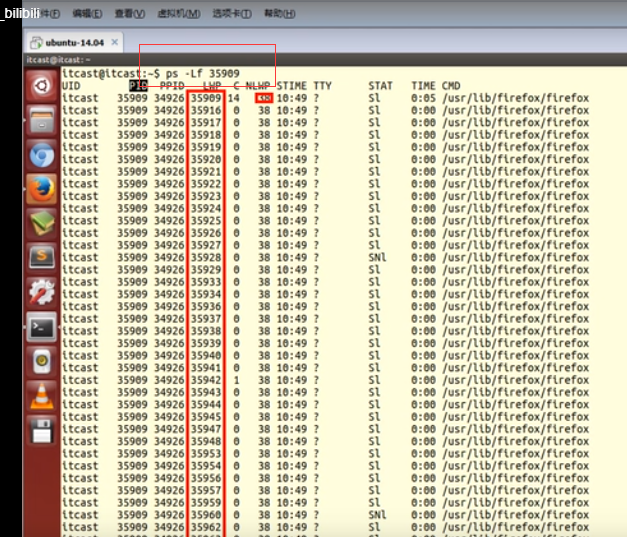 _bilibili
件(F) 编辑(E) 查看(V) 虚拟机(M) 选项卡(T) 帮助(H)
ubuntu-14.04 ×
itcast@itcast: ~
itcast@itcast:~$ ps -Lf 35909
UID PID PPID LWP C NLWP STIME TTY STAT TIME CMD
itcast 35909 34926 35909 14 38 10:49 ? Sl 0:05 /usr/lib/firefox/firefox
itcast 35909 34926 35916 0 38 10:49 ? Sl 0:00 /usr/lib/firefox/firefox
itcast 35909 34926 35917 0 38 10:49 ? Sl 0:00 /usr/lib/firefox/firefox
itcast 35909 34926 35918 0 38 10:49 ? Sl 0:00 /usr/lib/firefox/firefox
itcast 35909 34926 35919 0 38 10:49 ? Sl 0:00 /usr/lib/firefox/firefox
itcast 35909 34926 35920 0 38 10:49 ? Sl 0:00 /usr/lib/firefox/firefox
itcast 35909 34926 35921 0 38 10:49 ? Sl 0:00 /usr/lib/firefox/firefox
itcast 35909 34926 35922 0 38 10:49 ? Sl 0:00 /usr/lib/firefox/firefox
itcast 35909 34926 35923 0 38 10:49 ? Sl 0:00 /usr/lib/firefox/firefox
itcast 35909 34926 35924 0 38 10:49 ? Sl 0:00 /usr/lib/firefox/firefox
itcast 35909 34926 35925 0 38 10:49 ? Sl 0:00 /usr/lib/firefox/firefox
itcast 35909 34926 35926 0 38 10:49 ? Sl 0:00 /usr/lib/firefox/firefox
itcast 35909 34926 35927 0 38 10:49 ? Sl 0:00 /usr/lib/firefox/firefox
itcast 35909 34926 35928 0 38 10:49 ? SNl 0:00 /usr/lib/firefox/firefox
itcast 35909 34926 35929 0 38 10:49 ? Sl 0:00 /usr/lib/firefox/firefox
itcast 35909 34926 35933 0 38 10:49 ? Sl 0:00 /usr/lib/firefox/firefox
itcast 35909 34926 35934 0 38 10:49 ? Sl 0:00 /usr/lib/firefox/firefox
itcast 35909 34926 35936 0 38 10:49 ? Sl 0:00 /usr/lib/firefox/firefox
itcast 35909 34926 35937 0 38 10:49 ? Sl 0:00 /usr/lib/firefox/firefox
itcast 35909 34926 35938 0 38 10:49 ? Sl 0:00 /usr/lib/firefox/firefox
itcast 35909 34926 35939 0 38 10:49 ? Sl 0:00 /usr/lib/firefox/firefox
itcast 35909 34926 35940 0 38 10:49 ? Sl 0:00 /usr/lib/firefox/firefox
itcast 35909 34926 35941 0 38 10:49 ? Sl 0:00 /usr/lib/firefox/firefox
itcast 35909 34926 35942 1 38 10:49 ? Sl 0:00 /usr/lib/firefox/firefox
itcast 35909 34926 35943 0 38 10:49 ? Sl 0:00 /usr/lib/firefox/firefox
itcast 35909 34926 35944 0 38 10:49 ? Sl 0:00 /usr/lib/firefox/firefox
itcast 35909 34926 35945 0 38 10:49 ? Sl 0:00 /usr/lib/firefox/firefox
itcast 35909 34926 35947 0 38 10:49 ? Sl 0:00 /usr/lib/firefox/firefox
itcast 35909 34926 35948 0 38 10:49 ? Sl 0:00 /usr/lib/firefox/firefox
itcast 35909 34926 35953 0 38 10:49 ? Sl 0:00 /usr/lib/firefox/firefox
itcast 35909 34926 35954 0 38 10:49 ? Sl 0:00 /usr/lib/firefox/firefox
itcast 35909 34926 35956 0 38 10:49 ? Sl 0:00 /usr/lib/firefox/firefox
itcast 35909 34926 35957 0 38 10:49 ? Sl 0:00 /usr/lib/firefox/firefox
itcast 35909 34926 35959 0 38 10:49 ? Sl 0:00 /usr/lib/firefox/firefox
itcast 35909 34926 35960 0 38 10:49 ? SNl 0:00 /usr/lib/firefox/firefox
itcast 35909 34926 35962 0 38 10:49 ? Sl 0:00 /usr/lib/firefox/firefox